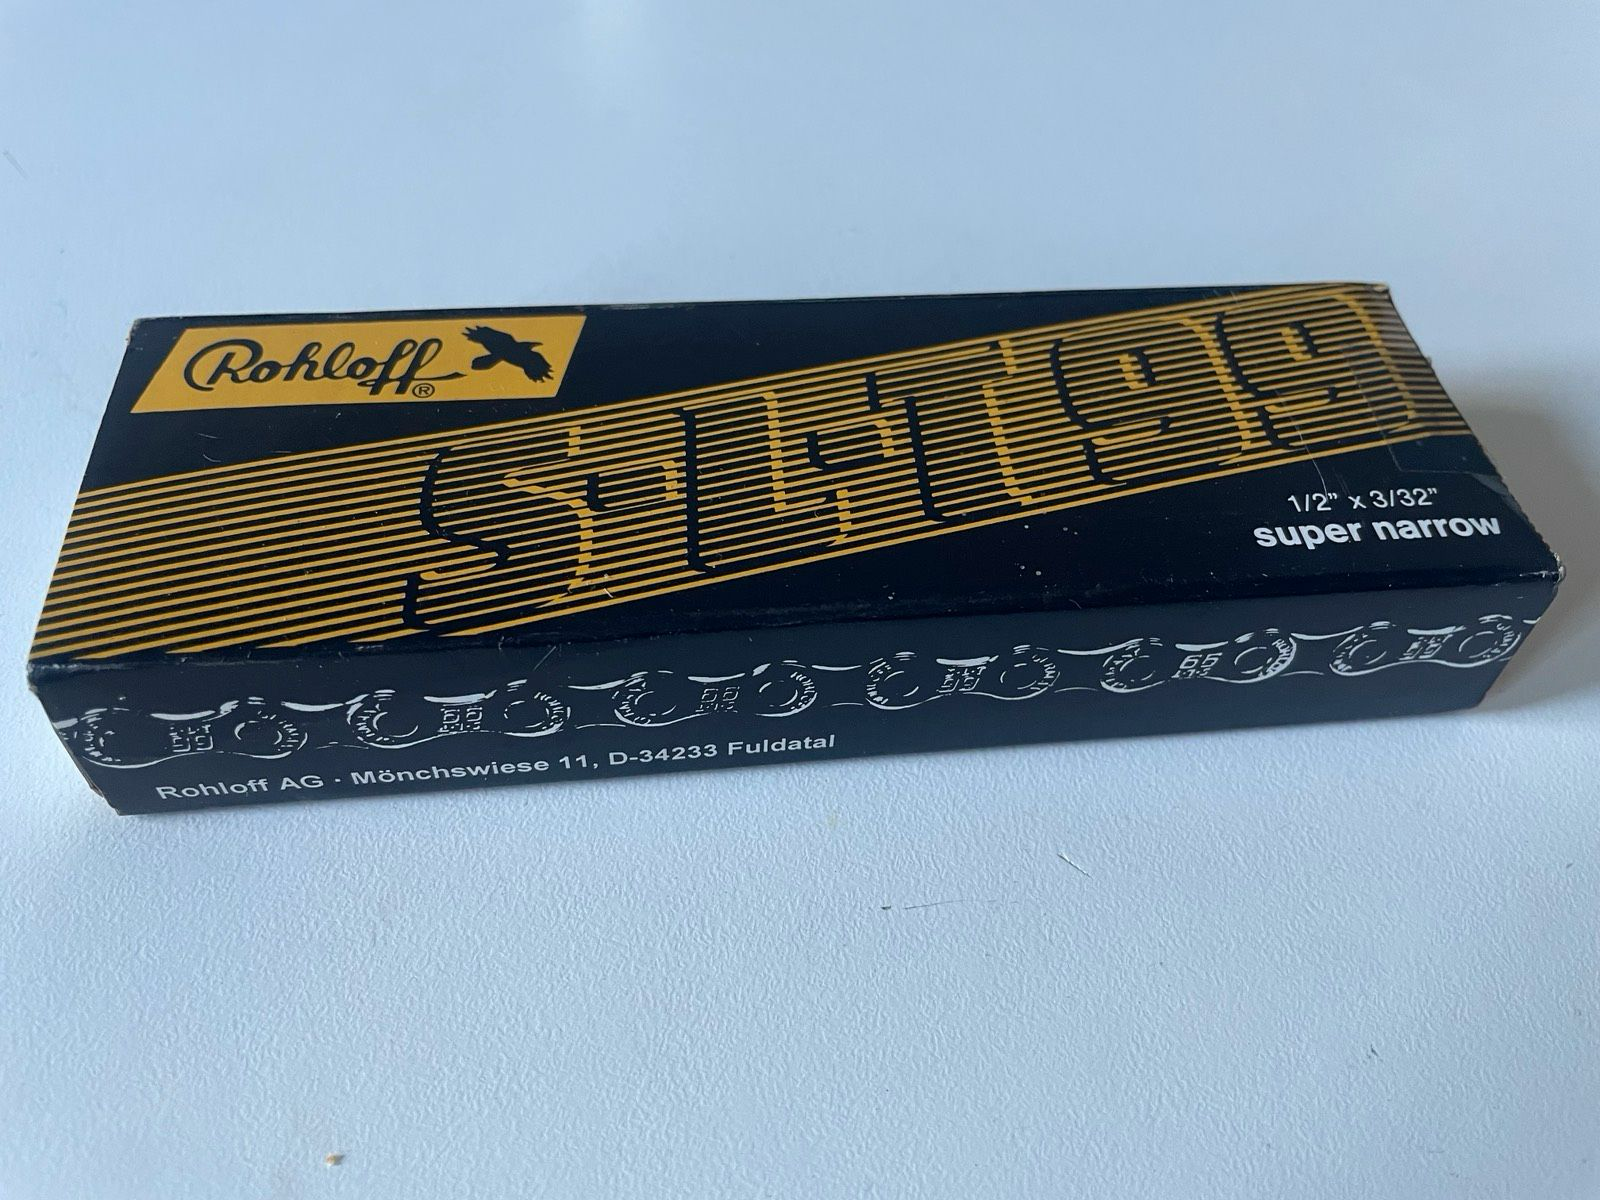 Rohloff®
SLT99
1/2" x 3/32"
super narrow
Rohloff AG · Mönchswiese 11, D-34233 Fuldatal